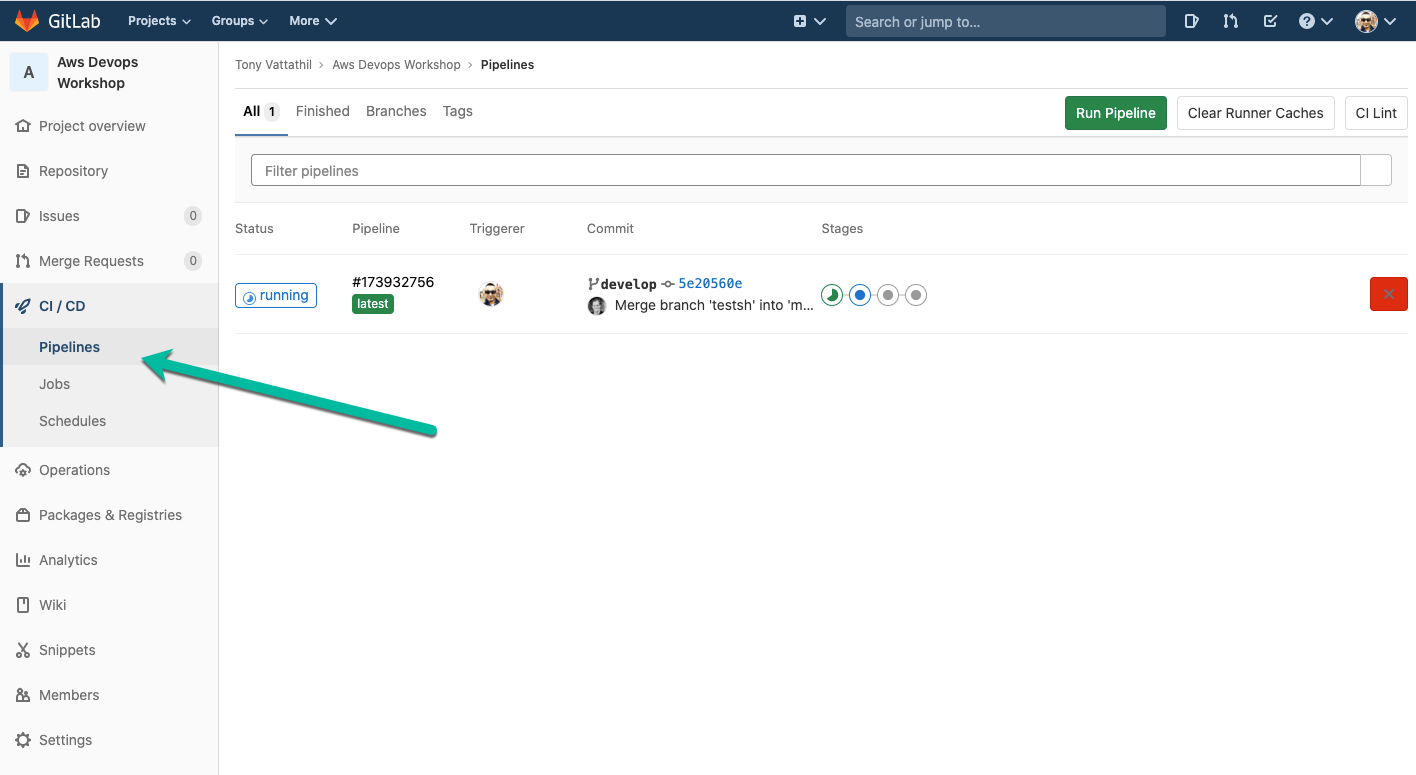 GitLab Projects Groups More Search or jump to...
A Aws Devops
Workshop
Project overview
Repository
Issues 0
Merge Requests 0
CI / CD
Pipelines
Jobs
Schedules
Operations
Packages & Registries
Analytics
Wiki
Snippets
Members
Settings
Tony Vattathil › Aws Devops Workshop › Pipelines
All 1 Finished Branches Tags Run Pipeline Clear Runner Caches CI Lint
Filter pipelines
Status Pipeline Triggerer Commit Stages
running #173932756 develop 5e20560e
latest Merge branch 'testsh' into 'm...